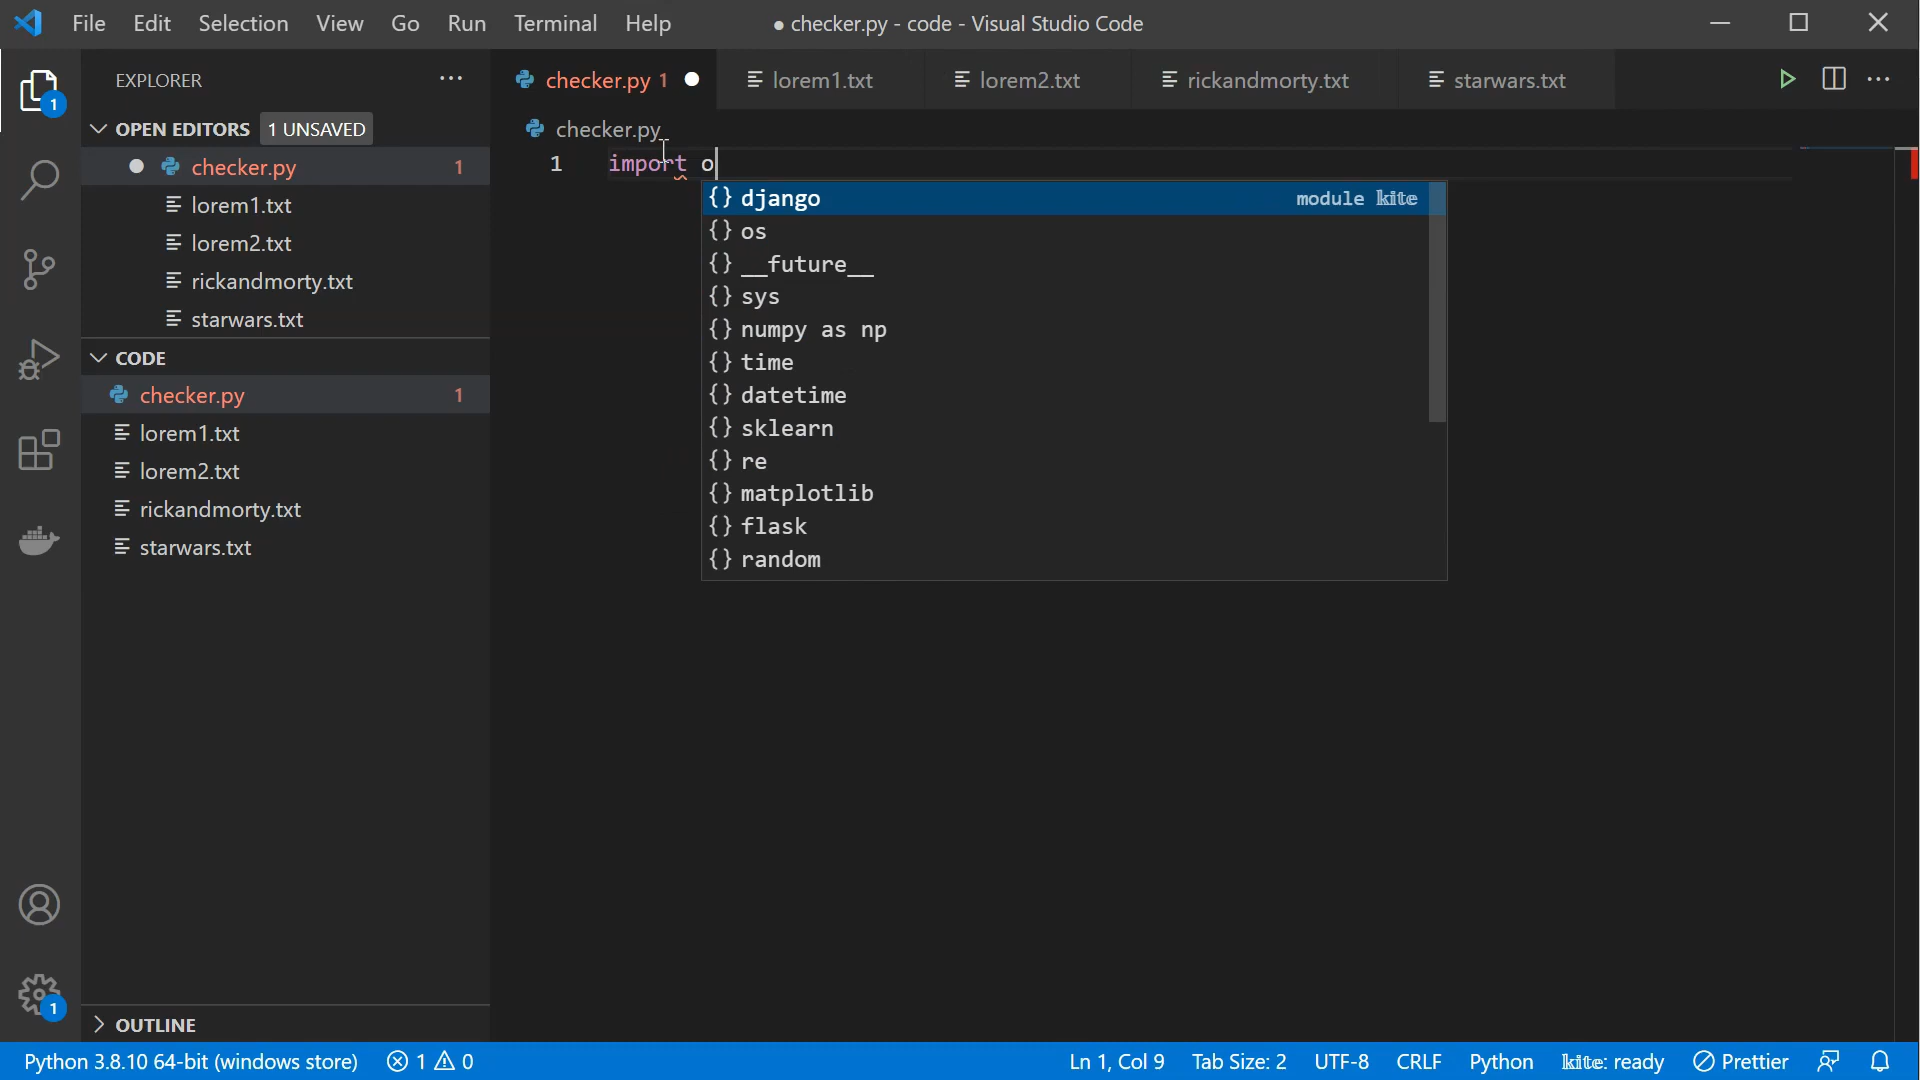 File Edit Selection View Go Run Terminal Help
● checker.py - code - Visual Studio Code
EXPLORER
OPEN EDITORS 1 UNSAVED
checker.py 1
lorem1.txt
lorem2.txt
rickandmorty.txt
starwars.txt
CODE
checker.py 1
lorem1.txt
lorem2.txt
rickandmorty.txt
starwars.txt
OUTLINE
checker.py 1 lorem1.txt lorem2.txt rickandmorty.txt starwars.txt
checker.py
1 import o
{} django module kite
{} os
{} __future__
{} sys
{} numpy as np
{} time
{} datetime
{} sklearn
{} re
{} matplotlib
{} flask
{} random
1
1
Python 3.8.10 64-bit (windows store) 1 0 Ln 1, Col 9 Tab Size: 2 UTF-8 CRLF Python kite: ready Prettier